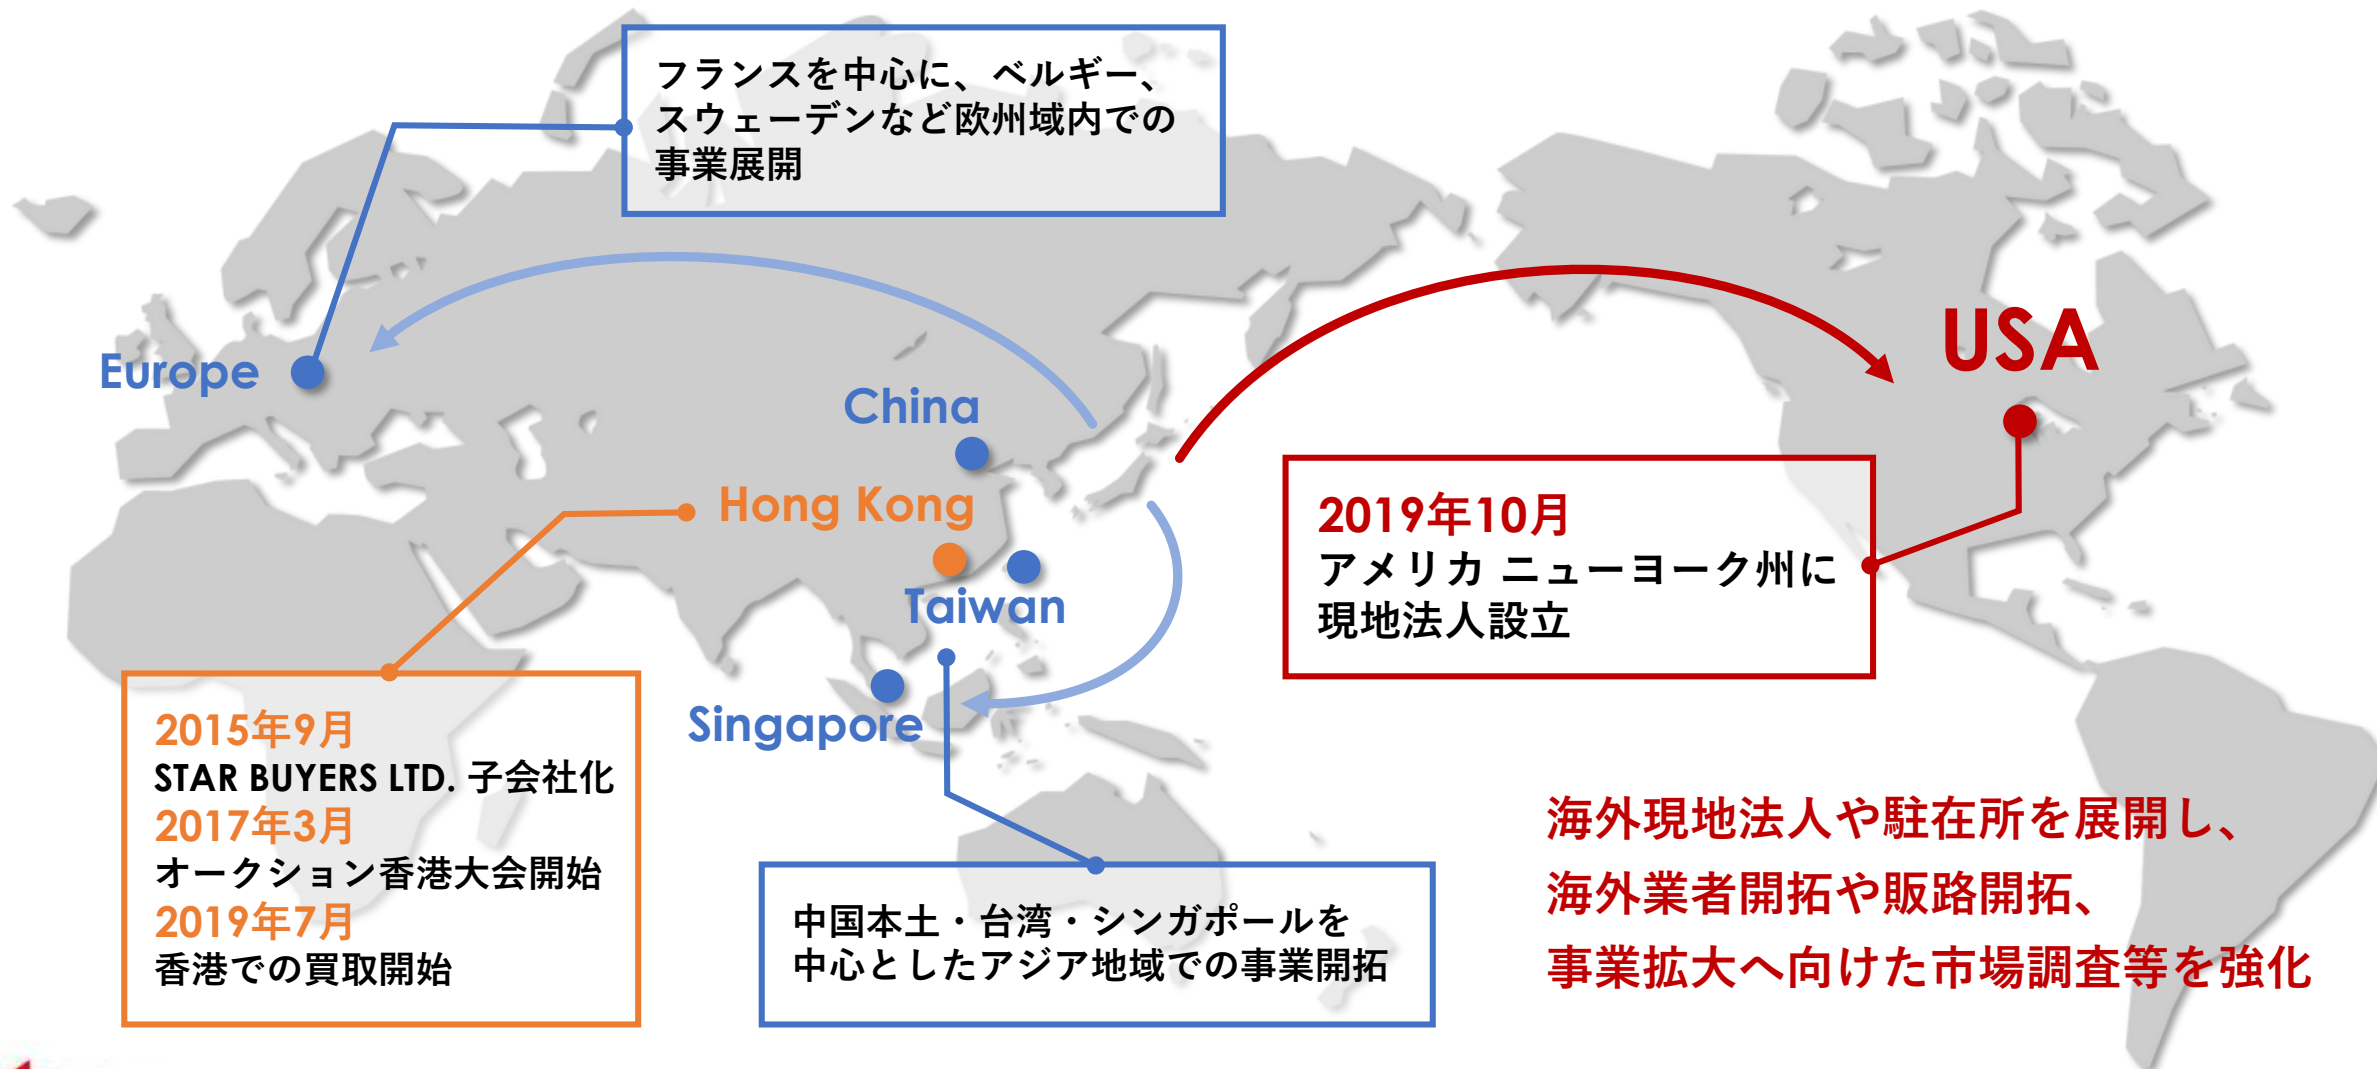 フランスを中心に、ベルギー、
スウェーデンなど欧州域内での
事業展開
Europe
China
Hong Kong
Taiwan
Singapore
USA
2019年10月
アメリカ ニューヨーク州に
現地法人設立
2015年9月
STAR BUYERS LTD. 子会社化
2017年3月
オークション香港大会開始
2019年7月
香港での買取開始
中国本土・台湾・シンガポールを
中心としたアジア地域での事業開拓
海外現地法人や駐在所を展開し、
海外業者開拓や販路開拓、
事業拡大へ向けた市場調査等を強化